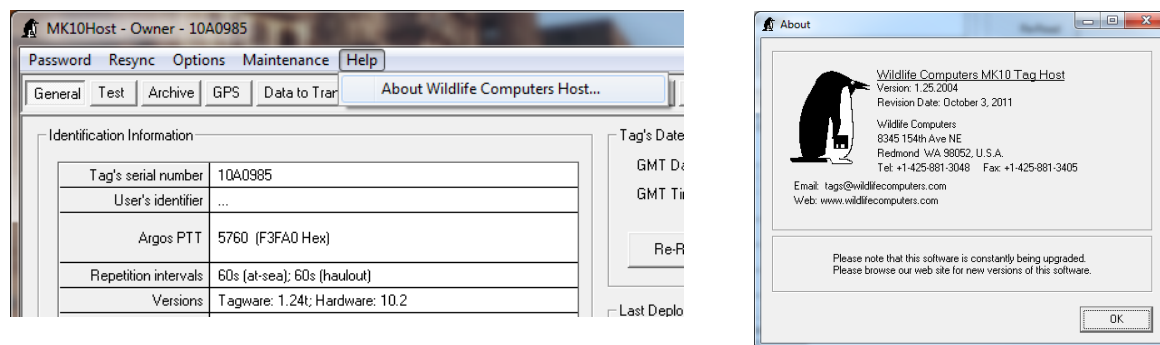 MK10Host - Owner - 10A0985
Password Resync Options Maintenance Help
General Test Archive GPS Data to Tran
About Wildlife Computers Host...
Identification Information
Tag's serial number 10A0985
User's identifier ...
Argos PTT 5760 (F3FA0 Hex)
Repetition intervals 60s (at-sea); 60s (haulout)
Versions Tagware: 1.24t; Hardware: 10.2
Tag's Date
GMT Da
GMT Ti
Re-R
Last Deplo
About
Wildlife Computers MK10 Tag Host
Version: 1.25.2004
Revision Date: October 3, 2011
Wildlife Computers
8345 154th Ave NE
Redmond WA 98052, U.S.A.
Tel: +1-425-881-3048 Fax: +1-425-881-3405
Email: tags@wildlifecomputers.com
Web: www.wildlifecomputers.com
Please note that this software is constantly being upgraded.
Please browse our web site for new versions of this software.
OK